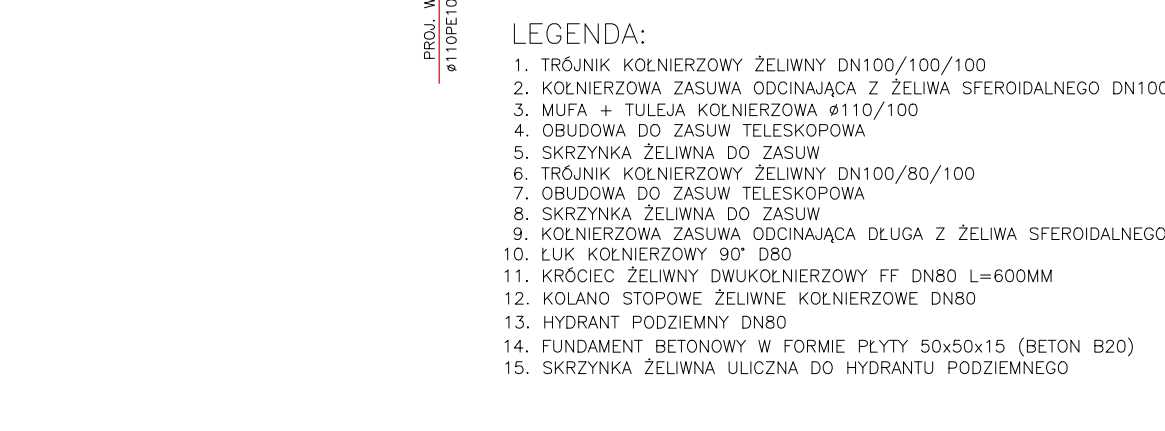 PROJ. W
ø110PE10
LEGENDA:
1. TRÓJNIK KOŁNIERZOWY ŻELIWNY DN100/100/100
2. KOŁNIERZOWA ZASUWA ODCINAJĄCA Z ŻELIWA SFEROIDALNEGO DN100
3. MUFA + TULEJA KOŁNIERZOWA ø110/100
4. OBUDOWA DO ZASUW TELESKOPOWA
5. SKRZYNKA ŻELIWNA DO ZASUW
6. TRÓJNIK KOŁNIERZOWY ŻELIWNY DN100/80/100
7. OBUDOWA DO ZASUW TELESKOPOWA
8. SKRZYNKA ŻELIWNA DO ZASUW
9. KOŁNIERZOWA ZASUWA ODCINAJĄCA DŁUGA Z ŻELIWA SFEROIDALNEGO
10. ŁUK KOŁNIERZOWY 90° D80
11. KRÓCIEC ŻELIWNY DWUKOŁNIERZOWY FF DN80 L=600MM
12. KOLANO STOPOWE ŻELIWNE KOŁNIERZOWE DN80
13. HYDRANT PODZIEMNY DN80
14. FUNDAMENT BETONOWY W FORMIE PŁYTY 50x50x15 (BETON B20)
15. SKRZYNKA ŻELIWNA ULICZNA DO HYDRANTU PODZIEMNEGO